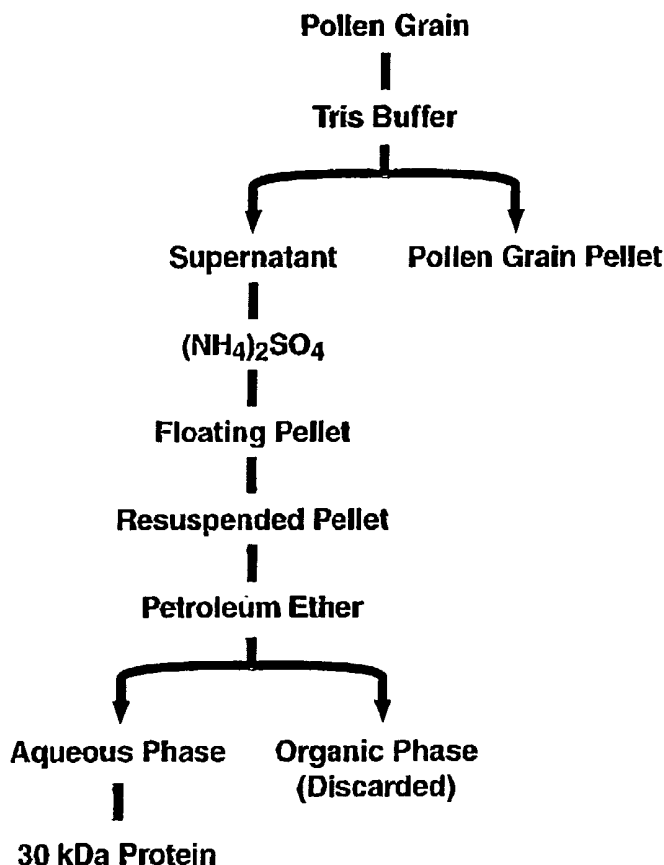 Pollen Grain
Tris Buffer
Supernatant
Pollen Grain Pellet
(NH4)2SO4
Floating Pellet
Resuspended Pellet
Petroleum Ether
Aqueous Phase
Organic Phase
(Discarded)
30 kDa Protein